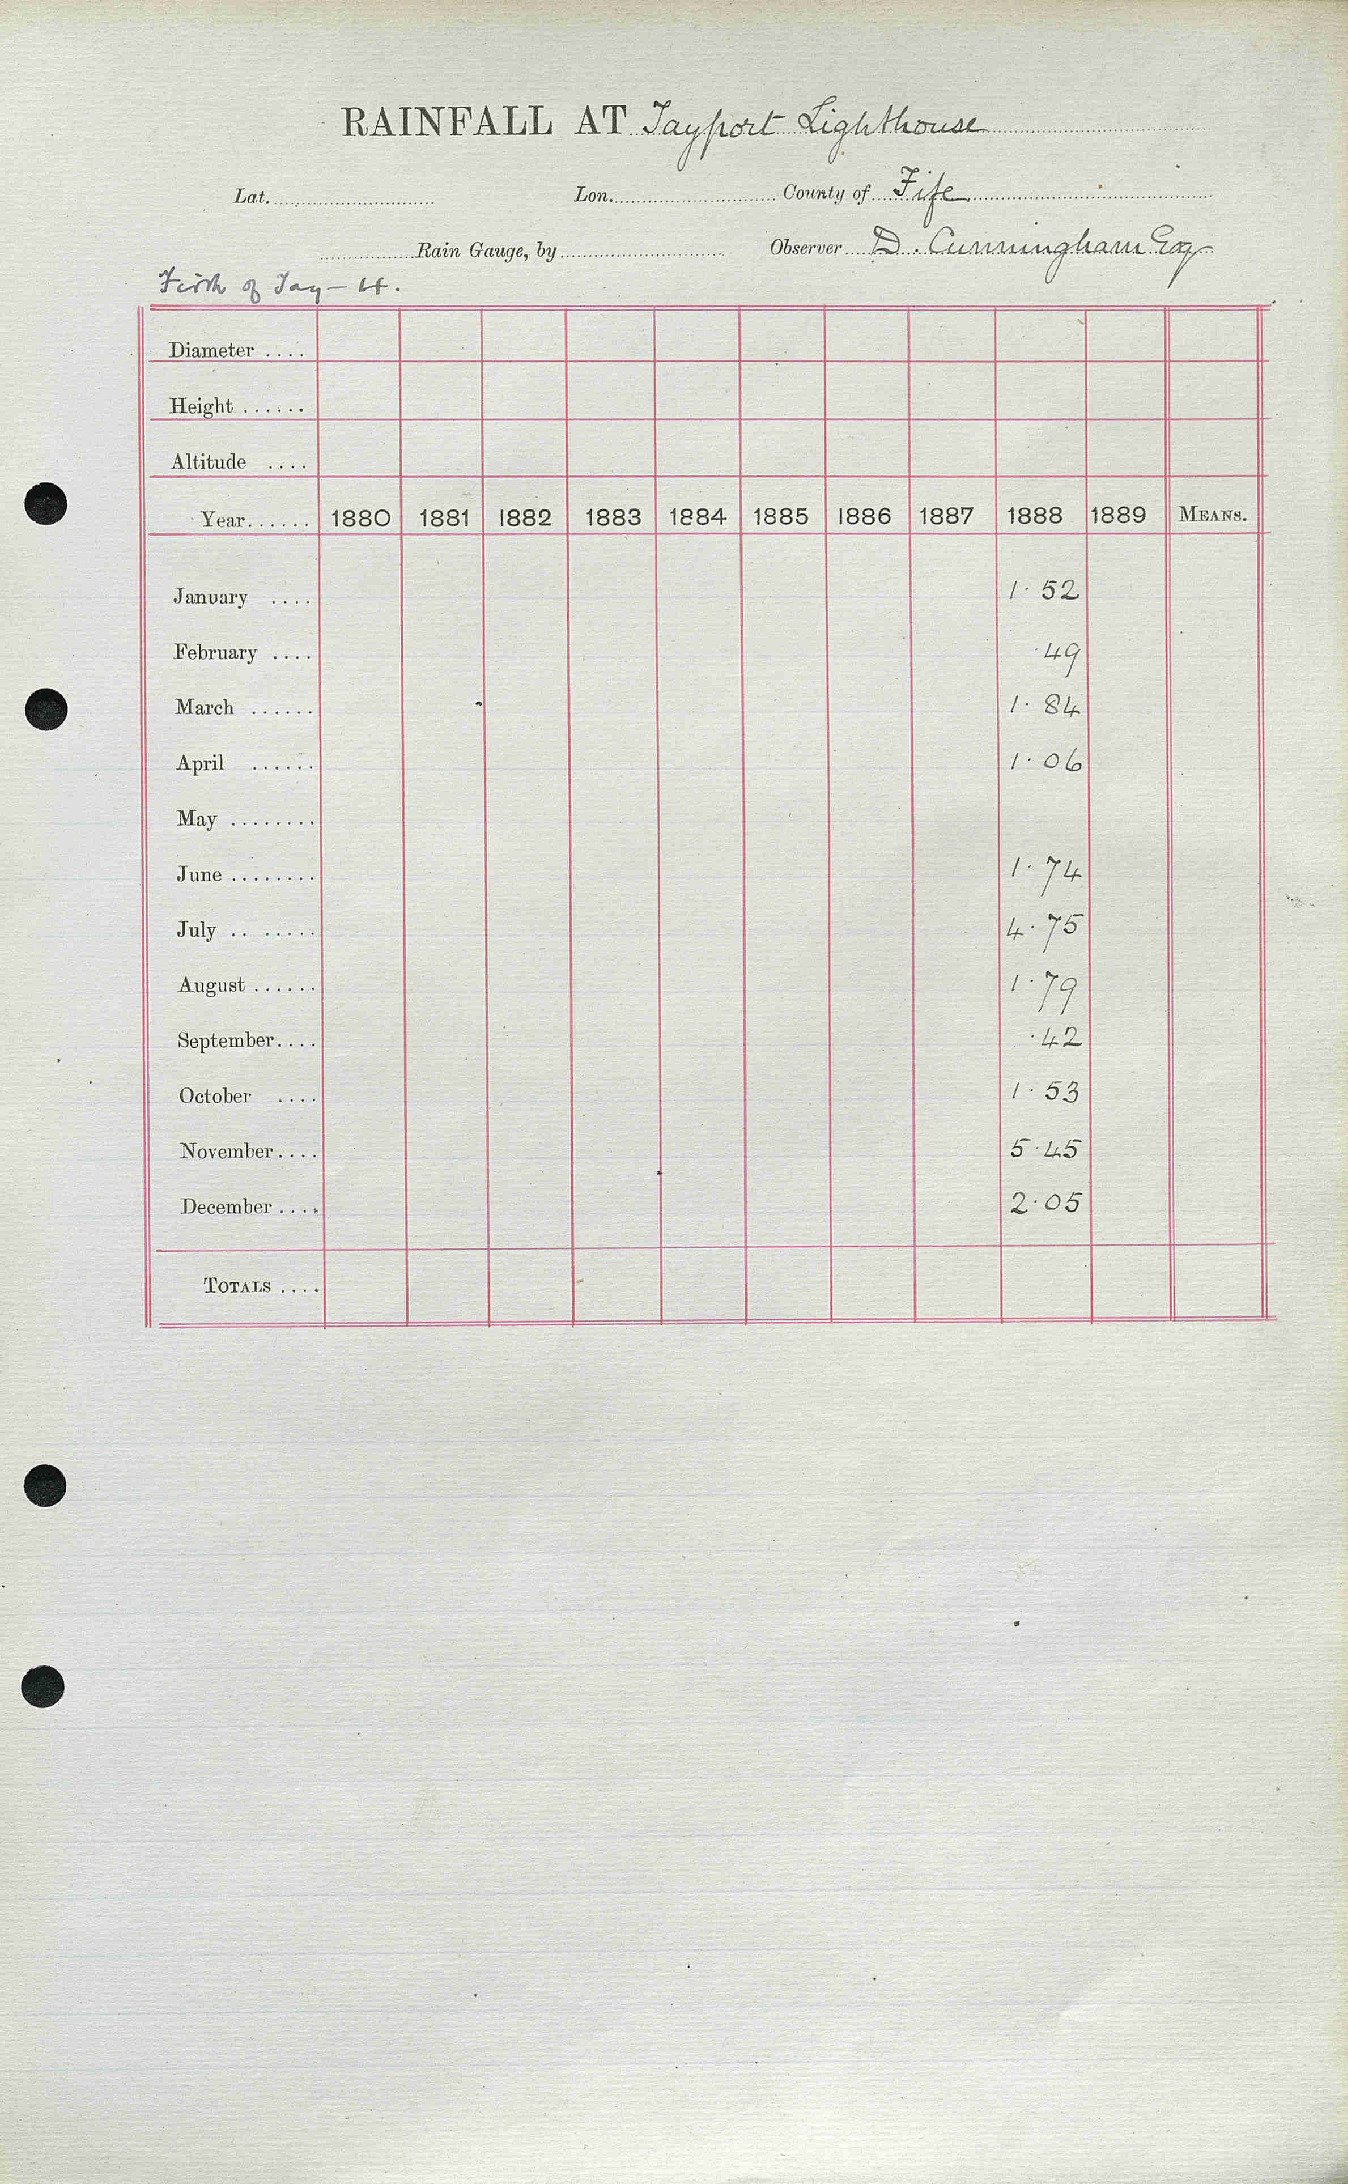 RAINFALL AT Tayport Lighthouse
Lat. Lon. County of Fife
Rain Gauge, by Observer D. Cunningham Esq
Firth of Tay — 4.
Diameter ....
Height ......
Altitude ....
Year...... 1880 1881 1882 1883 1884 1885 1886 1887 1888 1889 MEANS.
January .... 1.52
February .... .49
March ...... 1.84
April ...... 1.06
May ........
June ........ 1.74
July .. ..... 4.75
August ...... 1.79
September.... .42
October .... 1.53
November.... 5.45
December .... 2.05
TOTALS ....